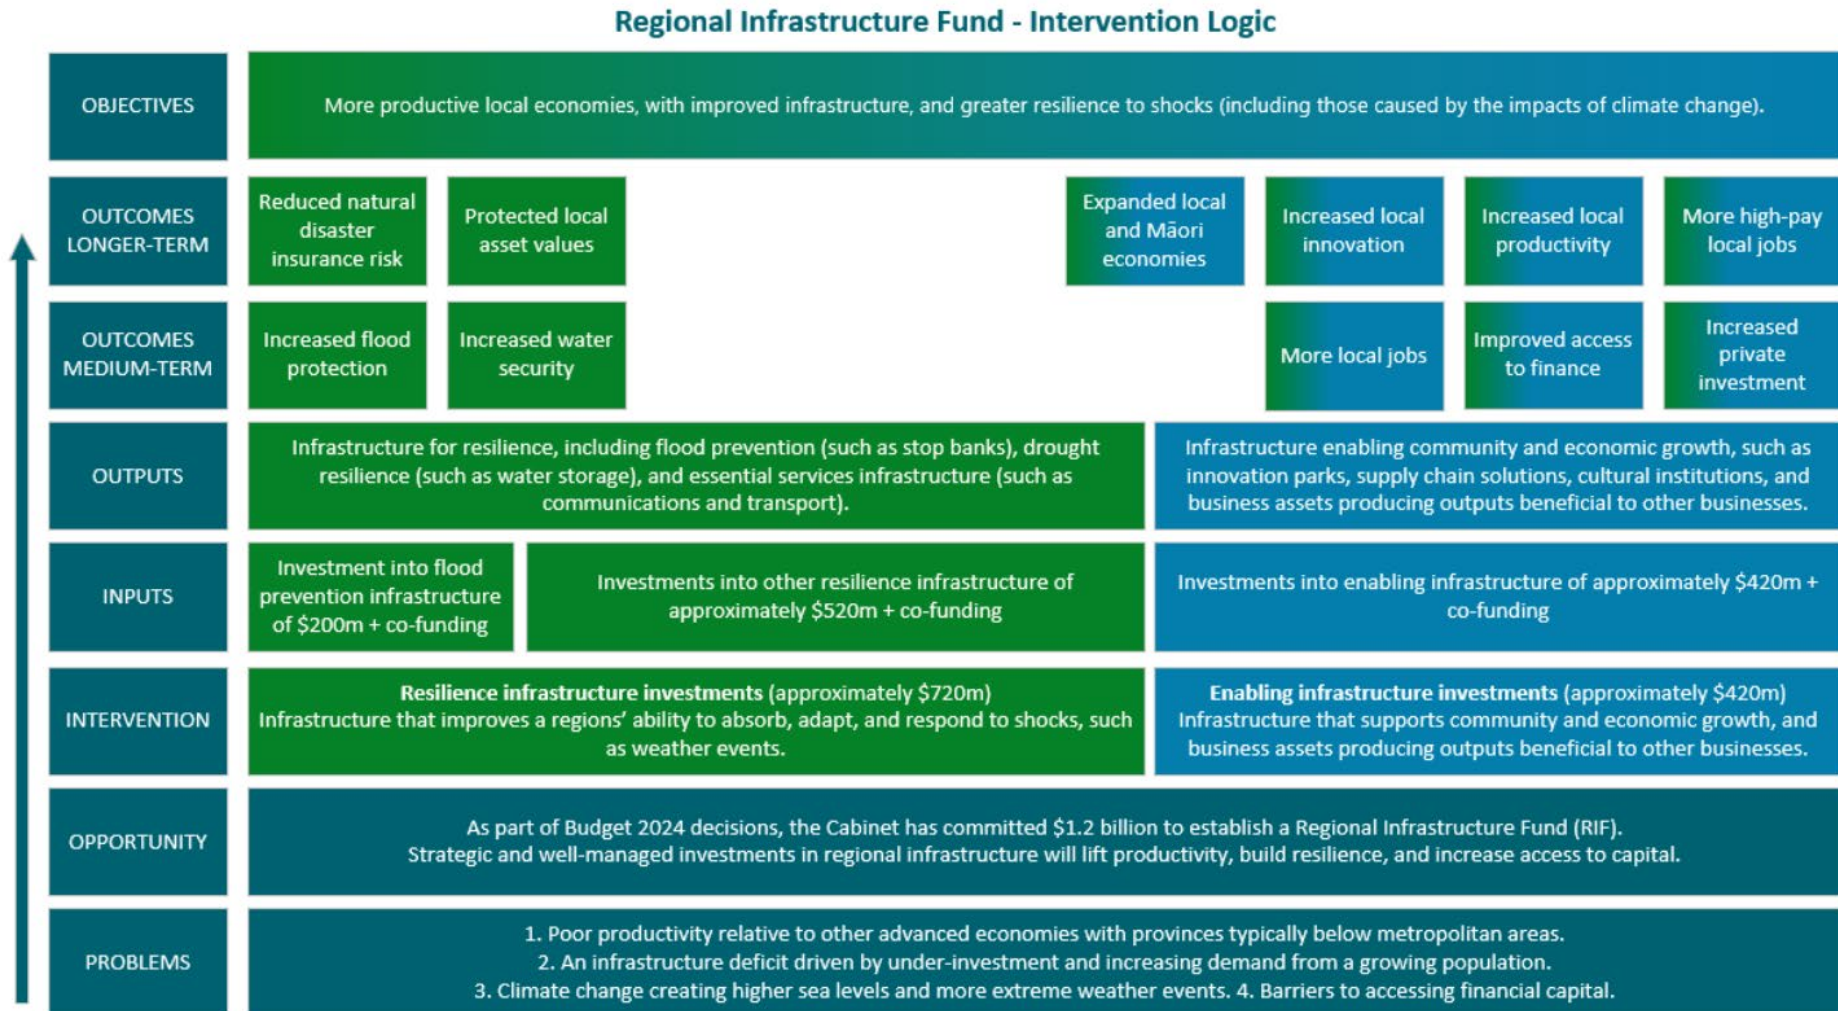 Regional Infrastructure Fund - Intervention Logic
OBJECTIVES
More productive local economies, with improved infrastructure, and greater resilience to shocks (including those caused by the impacts of climate change).
OUTCOMES
LONGER-TERM
Reduced natural
disaster
insurance risk
Protected local
asset values
Expanded local
and Māori
economies
Increased local
innovation
Increased local
productivity
More high-pay
local jobs
OUTCOMES
MEDIUM-TERM
Increased flood
protection
Increased water
security
More local jobs
Improved access
to finance
Increased
private
investment
OUTPUTS
Infrastructure for resilience, including flood prevention (such as stop banks), drought
resilience (such as water storage), and essential services infrastructure (such as
communications and transport).
Infrastructure enabling community and economic growth, such as
innovation parks, supply chain solutions, cultural institutions, and
business assets producing outputs beneficial to other businesses.
INPUTS
Investment into flood
prevention infrastructure
of $200m + co-funding
Investments into other resilience infrastructure of
approximately $520m + co-funding
Investments into enabling infrastructure of approximately $420m +
co-funding
INTERVENTION
Resilience infrastructure investments (approximately $720m)
Infrastructure that improves a regions' ability to absorb, adapt, and respond to shocks, such
as weather events.
Enabling infrastructure investments (approximately $420m)
Infrastructure that supports community and economic growth, and
business assets producing outputs beneficial to other businesses.
OPPORTUNITY
As part of Budget 2024 decisions, the Cabinet has committed $1.2 billion to establish a Regional Infrastructure Fund (RIF).
Strategic and well-managed investments in regional infrastructure will lift productivity, build resilience, and increase access to capital.
PROBLEMS
1. Poor productivity relative to other advanced economies with provinces typically below metropolitan areas.
2. An infrastructure deficit driven by under-investment and increasing demand from a growing population.
3. Climate change creating higher sea levels and more extreme weather events. 4. Barriers to accessing financial capital.